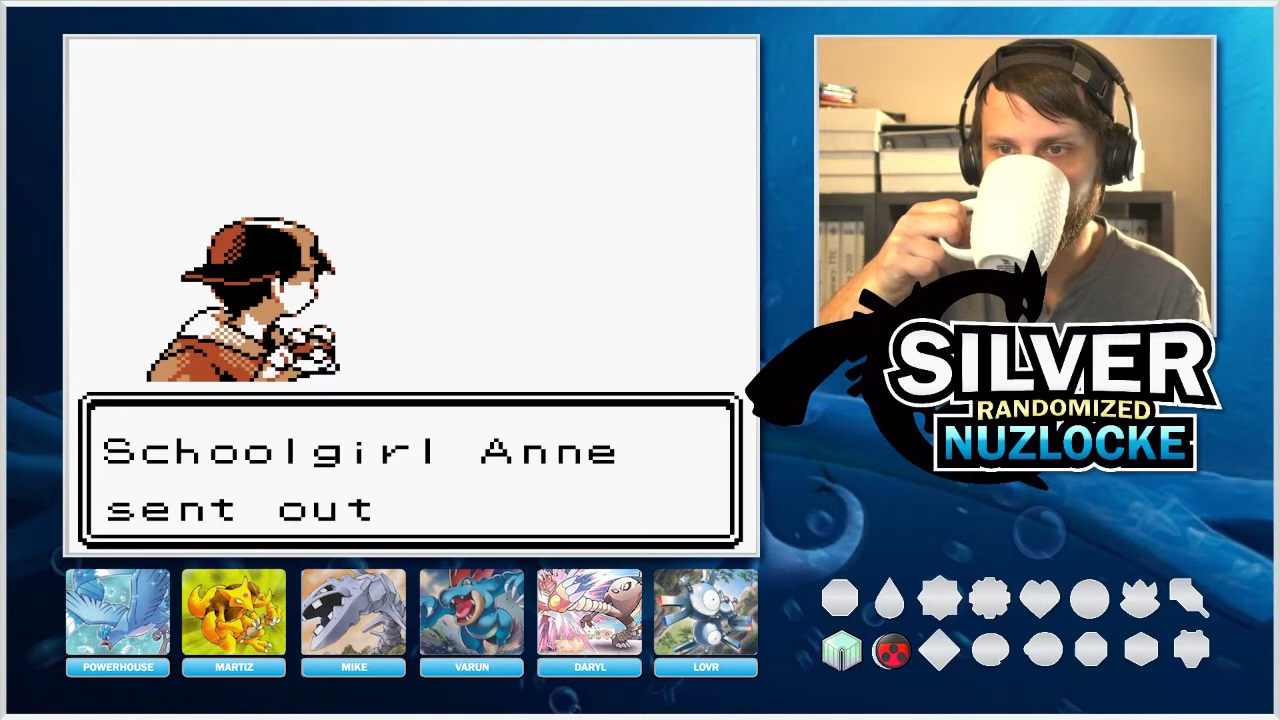 Schoolgirl Anne
sent out
SILVER
RANDOMIZED
NUZLOCKE
POWERHOUSE
MARTIZ
MIKE
VARUN
DARYL
LOVR